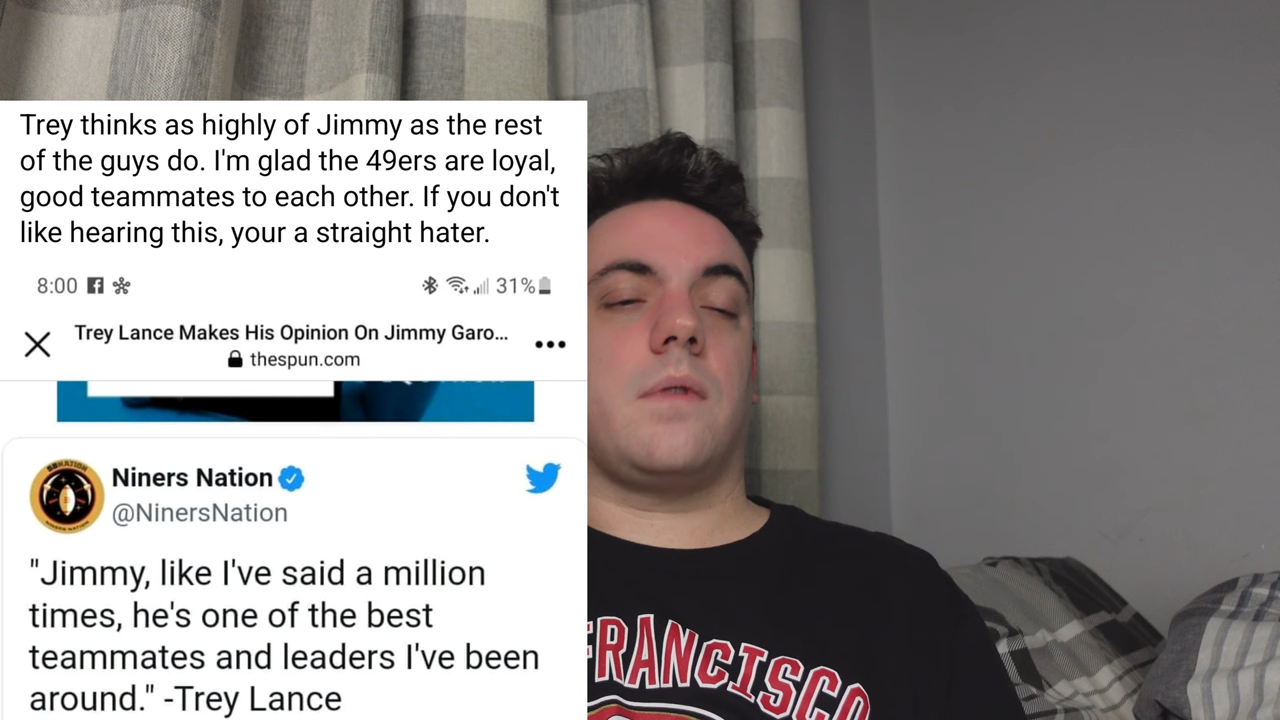 Trey thinks as highly of Jimmy as the rest
of the guys do. I'm glad the 49ers are loyal,
good teammates to each other. If you don't
like hearing this, your a straight hater.
8:00 31%
Trey Lance Makes His Opinion On Jimmy Garo...
thespun.com
Niners Nation
@NinersNation
"Jimmy, like I've said a million
times, he's one of the best
teammates and leaders I've been
around." -Trey Lance
FRANCISCO